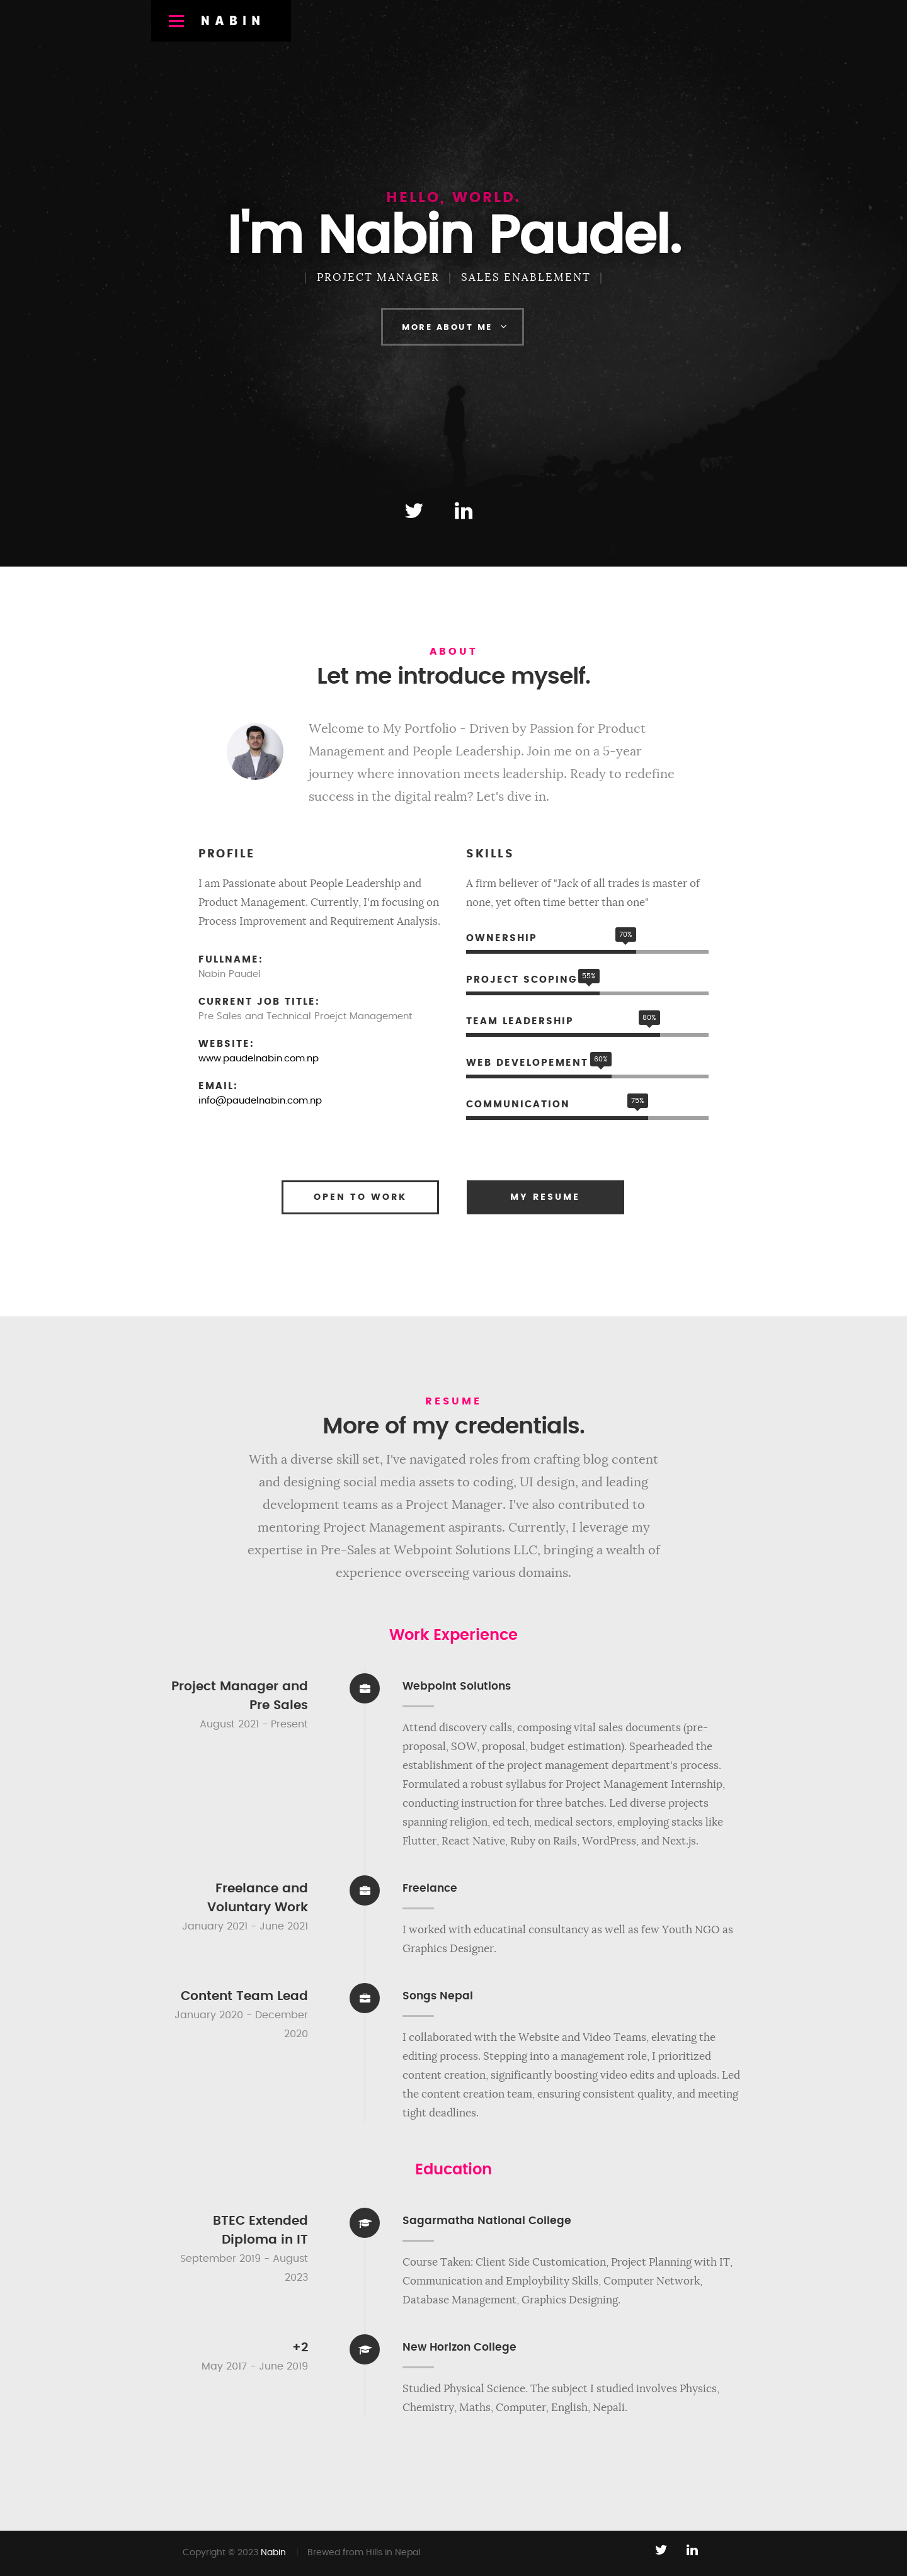 NABIN
HELLO, WORLD.
I'm Nabin Paudel.
| PROJECT MANAGER | SALES ENABLEMENT |
MORE ABOUT ME
ABOUT
Let me introduce myself.
Welcome to My Portfolio - Driven by Passion for Product
Management and People Leadership. Join me on a 5-year
journey where innovation meets leadership. Ready to redefine
success in the digital realm? Let's dive in.
PROFILE
I am Passionate about People Leadership and
Product Management. Currently, I'm focusing on
Process Improvement and Requirement Analysis.
FULLNAME:
Nabin Paudel
CURRENT JOB TITLE:
Pre Sales and Technical Proejct Management
WEBSITE:
www.paudelnabin.com.np
EMAIL:
info@paudelnabin.com.np
SKILLS
A firm believer of "Jack of all trades is master of
none, yet often time better than one"
OWNERSHIP 70%
PROJECT SCOPING 55%
TEAM LEADERSHIP 80%
WEB DEVELOPEMENT 60%
COMMUNICATION 75%
OPEN TO WORK
MY RESUME
RESUME
More of my credentials.
With a diverse skill set, I've navigated roles from crafting blog content
and designing social media assets to coding, UI design, and leading
development teams as a Project Manager. I've also contributed to
mentoring Project Management aspirants. Currently, I leverage my
expertise in Pre-Sales at Webpoint Solutions LLC, bringing a wealth of
experience overseeing various domains.
Work Experience
Project Manager and
Pre Sales
August 2021 - Present
Webpoint Solutions
Attend discovery calls, composing vital sales documents (pre-
proposal, SOW, proposal, budget estimation). Spearheaded the
establishment of the project management department's process.
Formulated a robust syllabus for Project Management Internship,
conducting instruction for three batches. Led diverse projects
spanning religion, ed tech, medical sectors, employing stacks like
Flutter, React Native, Ruby on Rails, WordPress, and Next.js.
Freelance and
Voluntary Work
January 2021 - June 2021
Freelance
I worked with educatinal consultancy as well as few Youth NGO as
Graphics Designer.
Content Team Lead
January 2020 - December
2020
Songs Nepal
I collaborated with the Website and Video Teams, elevating the
editing process. Stepping into a management role, I prioritized
content creation, significantly boosting video edits and uploads. Led
the content creation team, ensuring consistent quality, and meeting
tight deadlines.
Education
BTEC Extended
Diploma in IT
September 2019 - August
2023
Sagarmatha National College
Course Taken: Client Side Customication, Project Planning with IT,
Communication and Employbility Skills, Computer Network,
Database Management, Graphics Designing.
+2
May 2017 - June 2019
New Horizon College
Studied Physical Science. The subject I studied involves Physics,
Chemistry, Maths, Computer, English, Nepali.
Copyright © 2023 Nabin | Brewed from Hills in Nepal